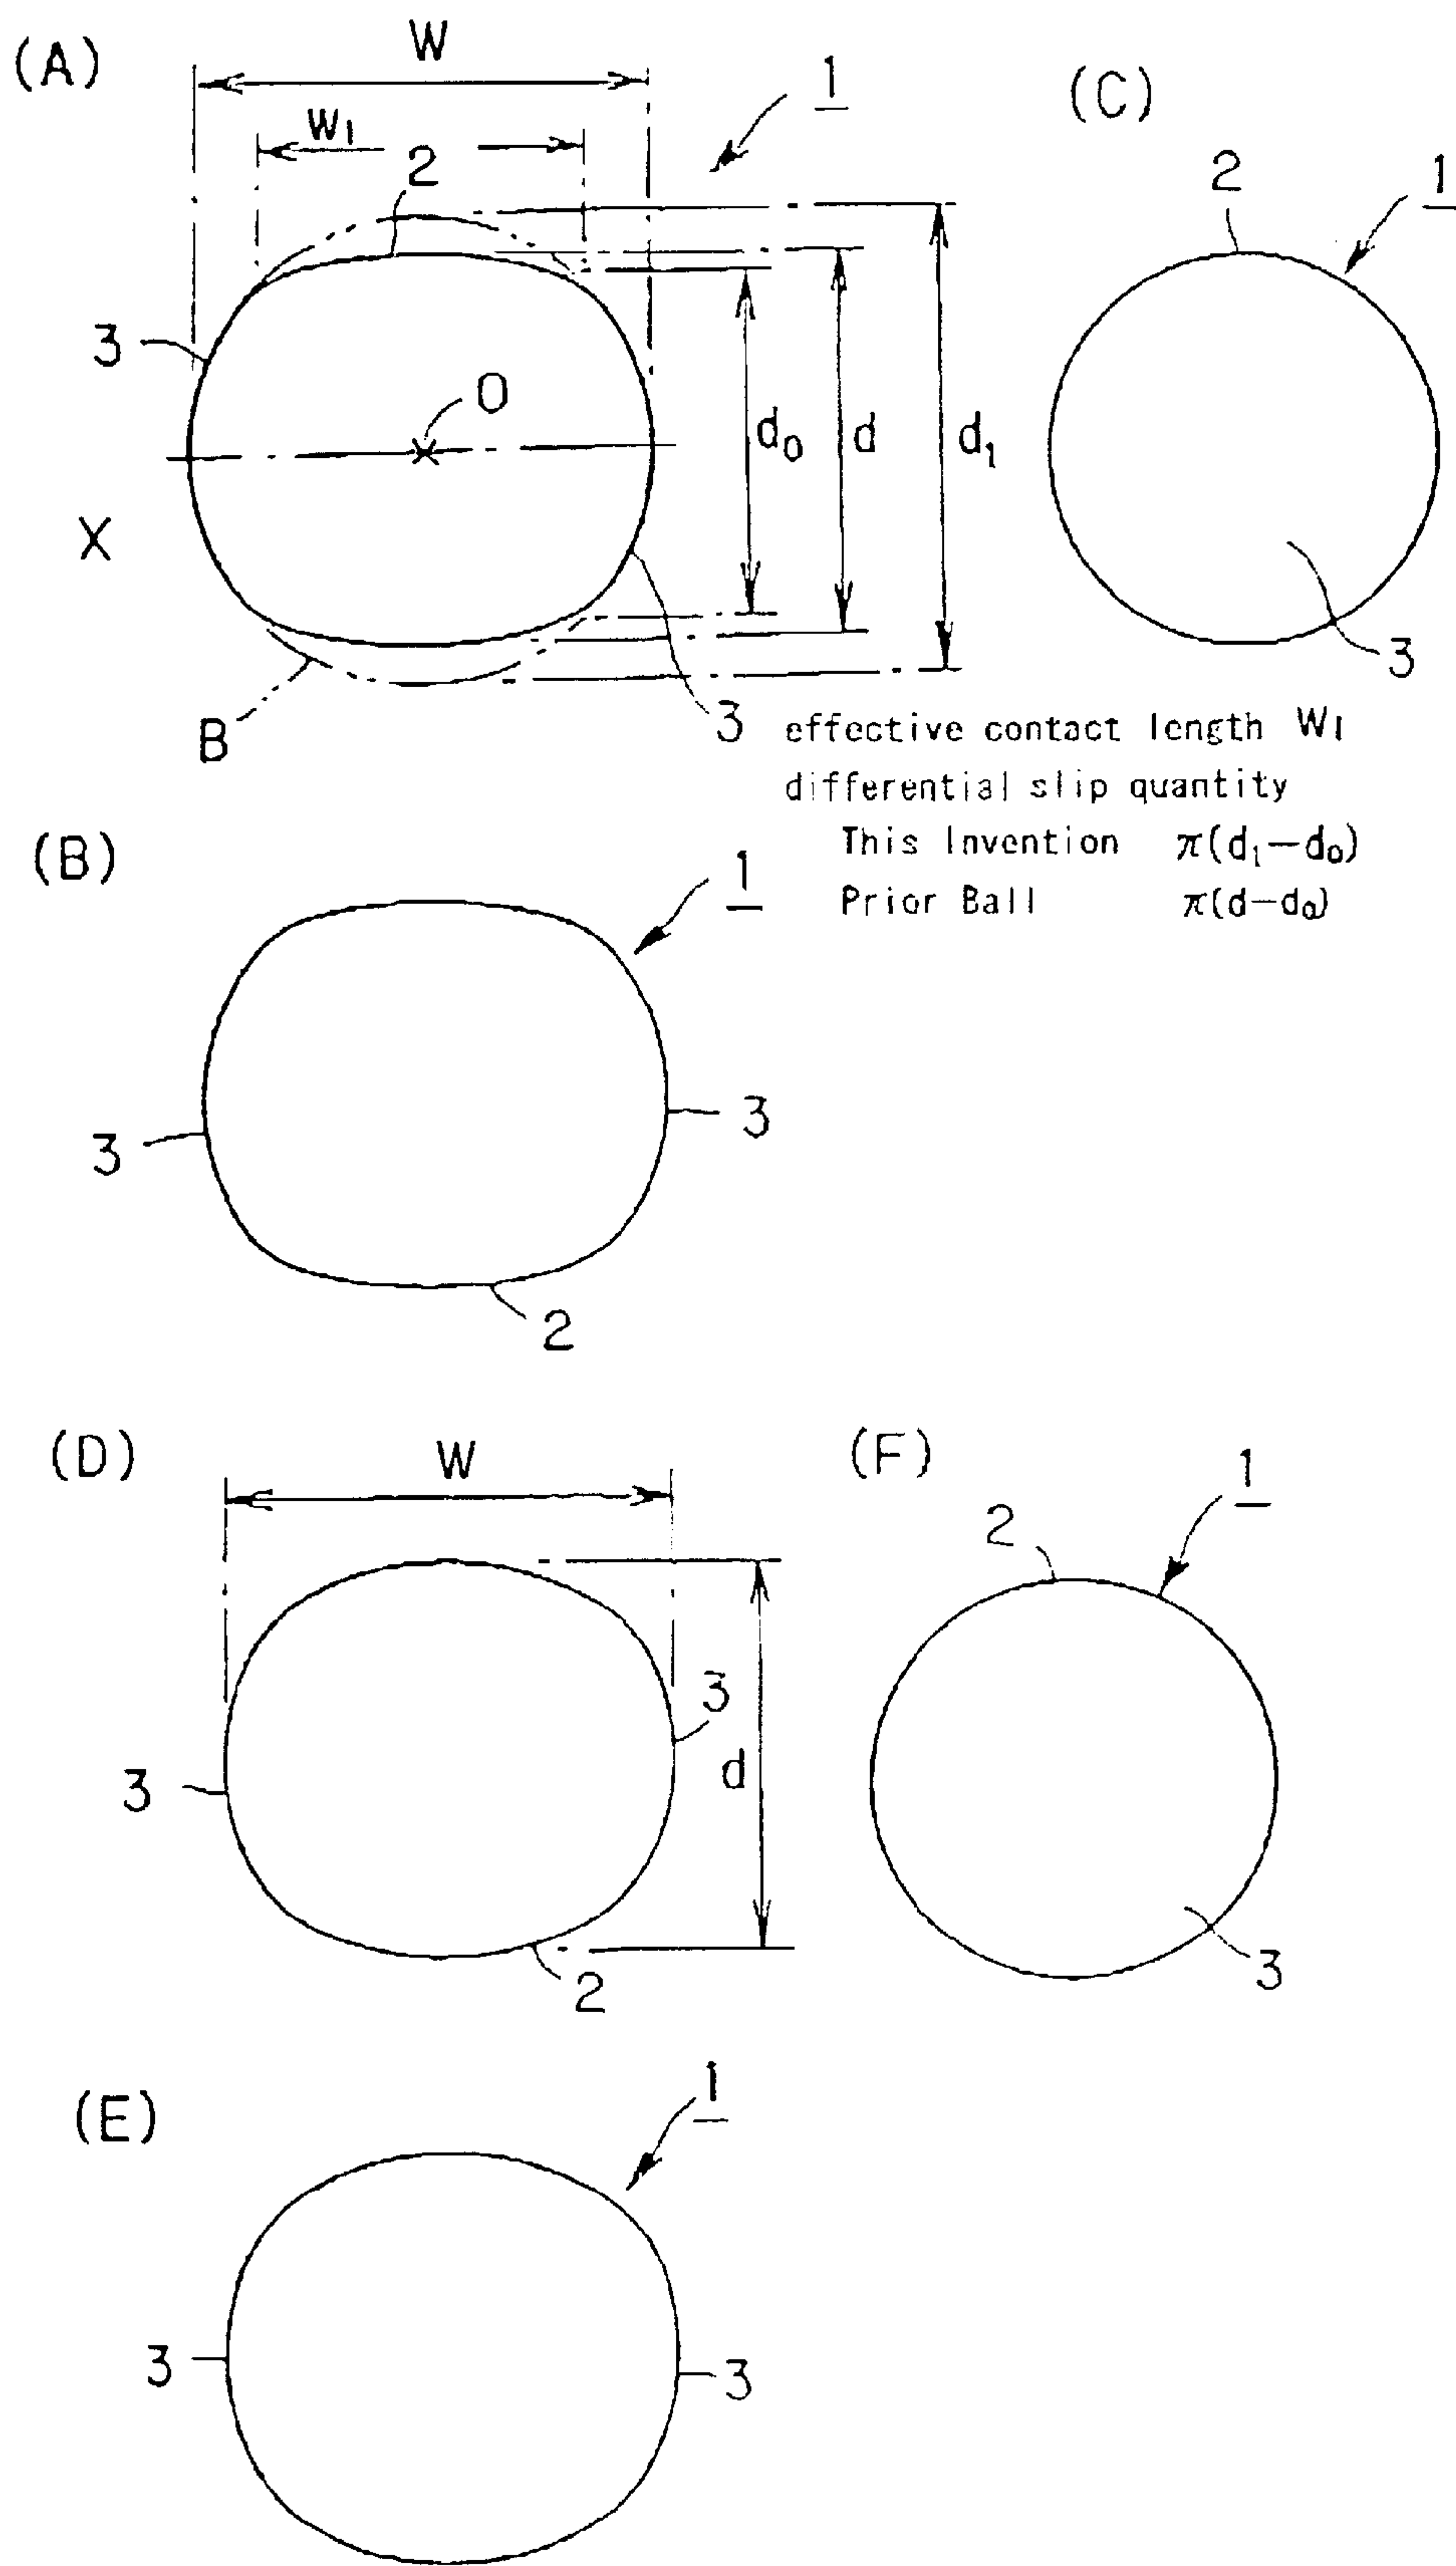 (A)
W
1
(C)
W1
2
2
1
3
O
d0
d
d1
X
3
B
3
effective contact length W1
differential slip quantity
This Invention π(d1−d0)
Prior Ball π(d−d0)
(B)
1
3
3
2
(D)
W
(F)
1
2
3
d
3
2
3
(E)
1
3
3